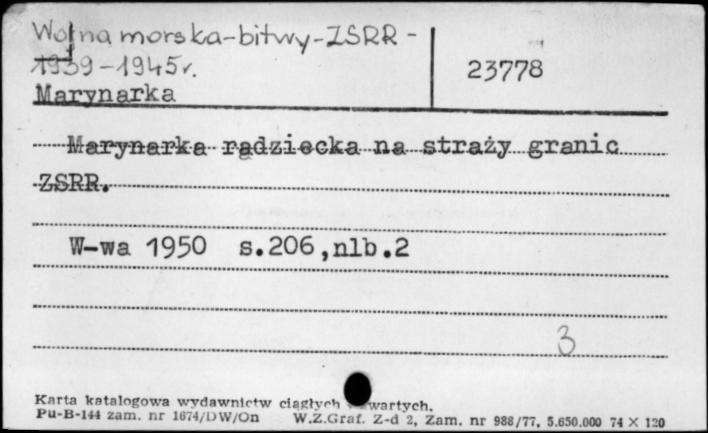 Wojna morska-bitwy-ZSRR -
1939-1945r.
23778
Marynarka
Marynarka radziecka na straży granic
ZSRR.
W-wa 1950 s.206,nlb.2
3
Karta katalogowa wydawnictw ciągłych wartych.
Pu-B-144 zam. nr 1674/DW/On W.Z.Graf. Z-d 2, Zam. nr 988/77, 5.650.000 74 X 120